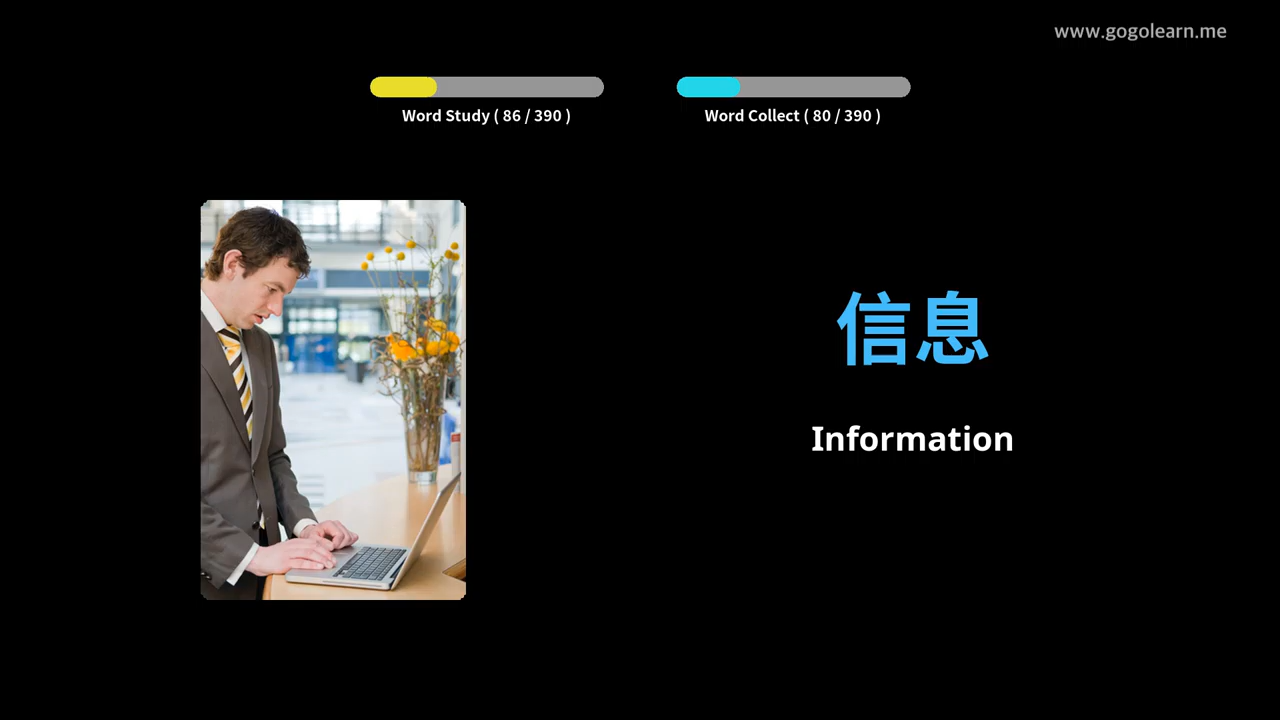 www.gogolearn.me
Word Study ( 86 / 390 )
Word Collect ( 80 / 390 )
信息
Information